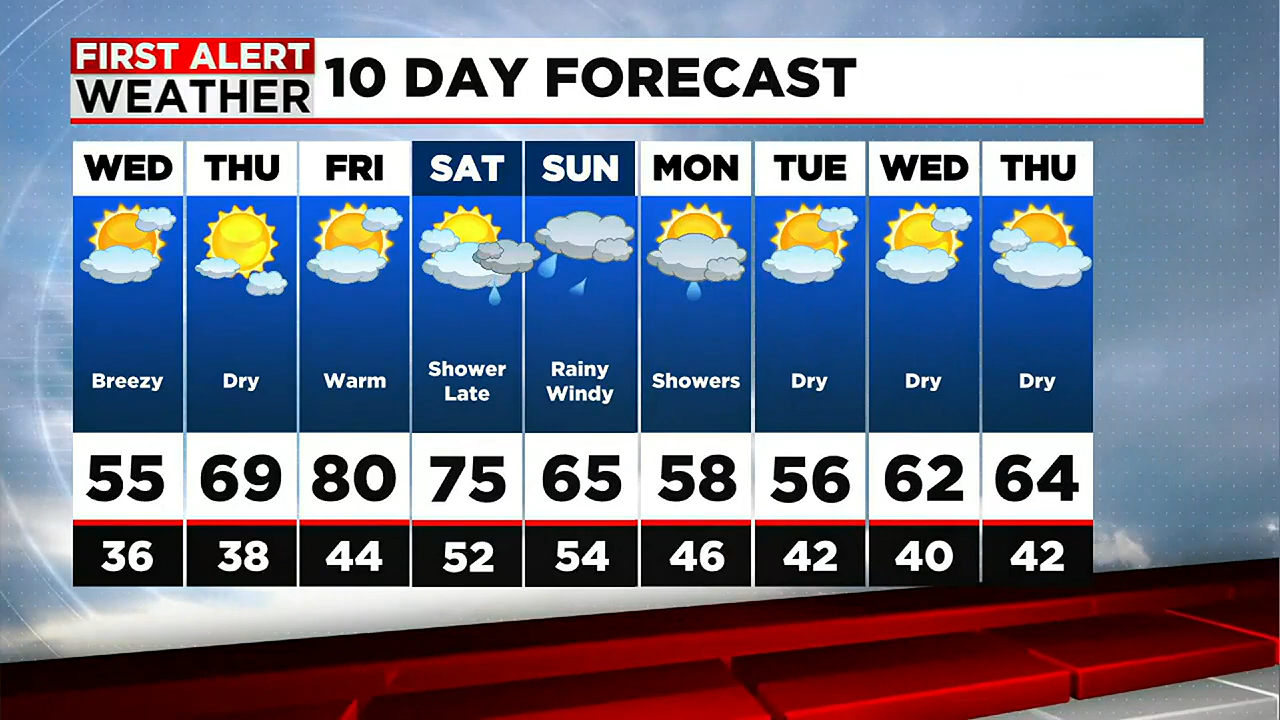 FIRST ALERT
WEATHER
10 DAY FORECAST
WED THU FRI SAT SUN MON TUE WED THU
Breezy Dry Warm Shower Late Rainy Windy Showers Dry Dry Dry
55 69 80 75 65 58 56 62 64
36 38 44 52 54 46 42 40 42